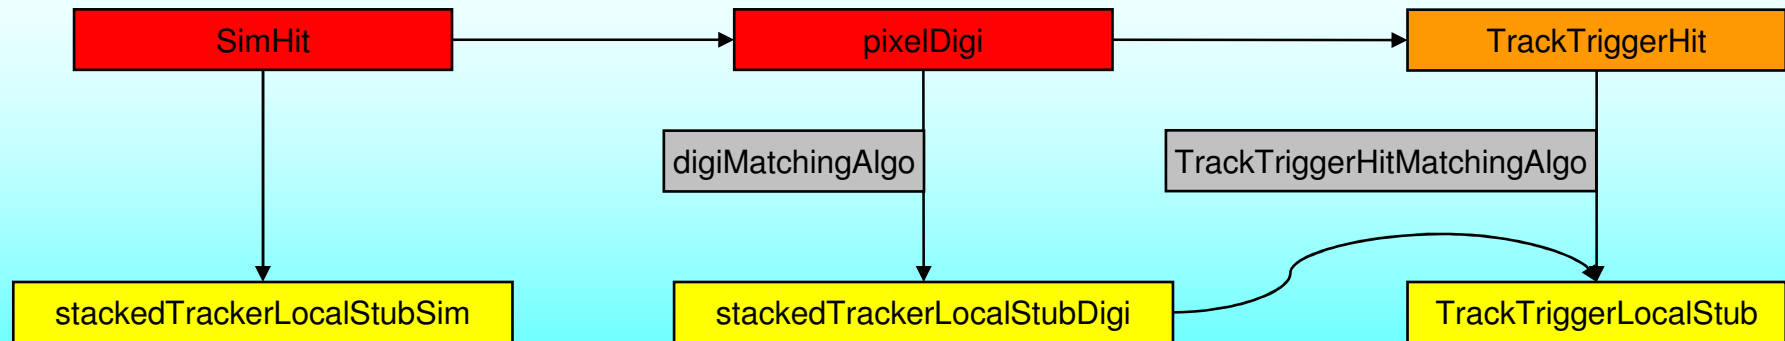 SimHit
pixelDigi
TrackTriggerHit
digiMatchingAlgo
TrackTriggerHitMatchingAlgo
stackedTrackerLocalStubSim
stackedTrackerLocalStubDigi
TrackTriggerLocalStub